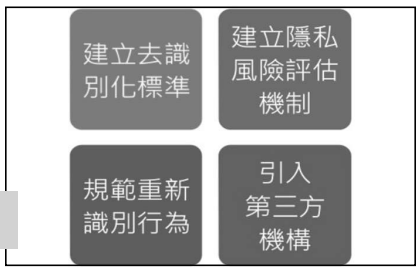 建立去識
別化標準
建立隱私
風險評估
機制
規範重新
識別行為
引入
第三方
機構